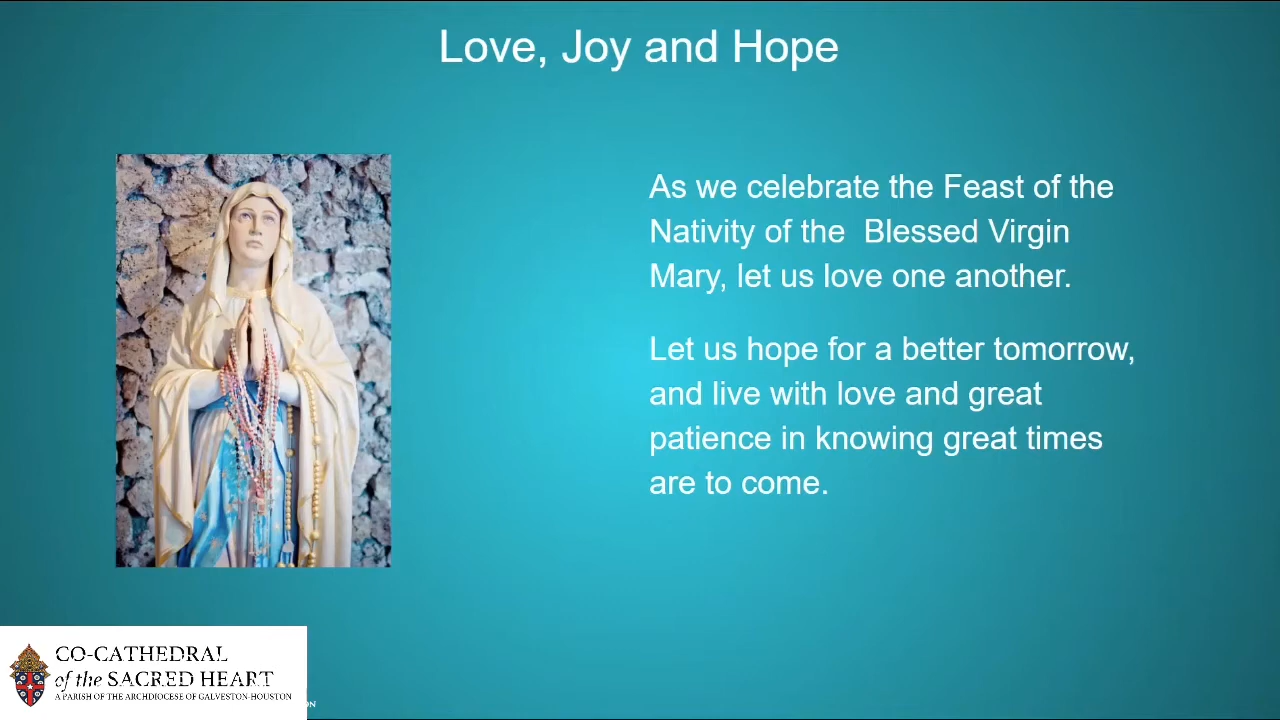 Love, Joy and Hope
As we celebrate the Feast of the
Nativity of the  Blessed Virgin
Mary, let us love one another.
Let us hope for a better tomorrow,
and live with love and great
patience in knowing great times
are to come.
CO-CATHEDRAL
of the SACRED HEART
A PARISH OF THE ARCHDIOCESE OF GALVESTON-HOUSTON